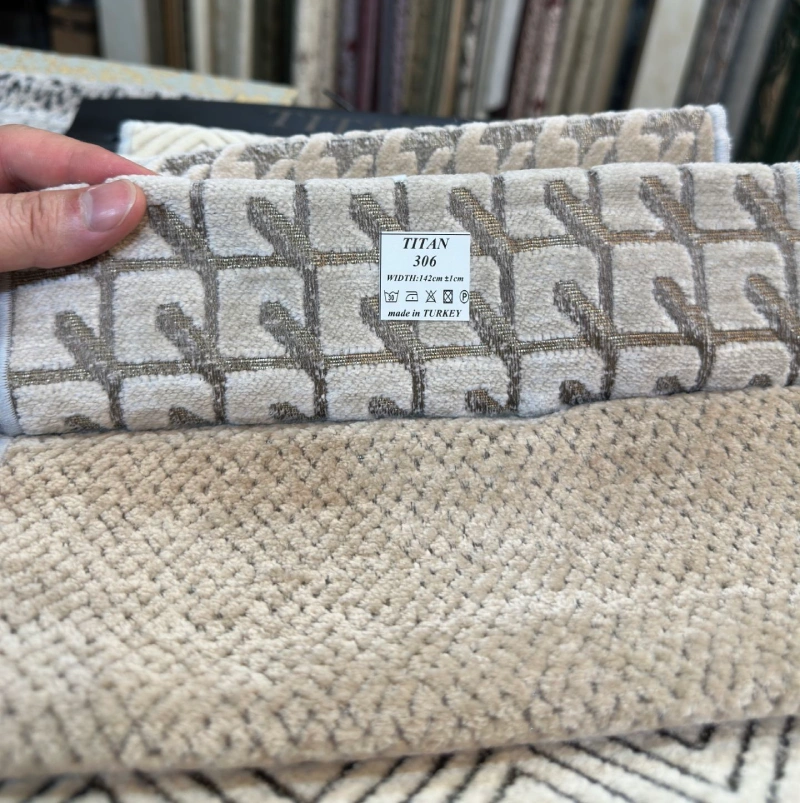 TITAN
306
WIDTH:142cm ±1cm
P
made in TURKEY